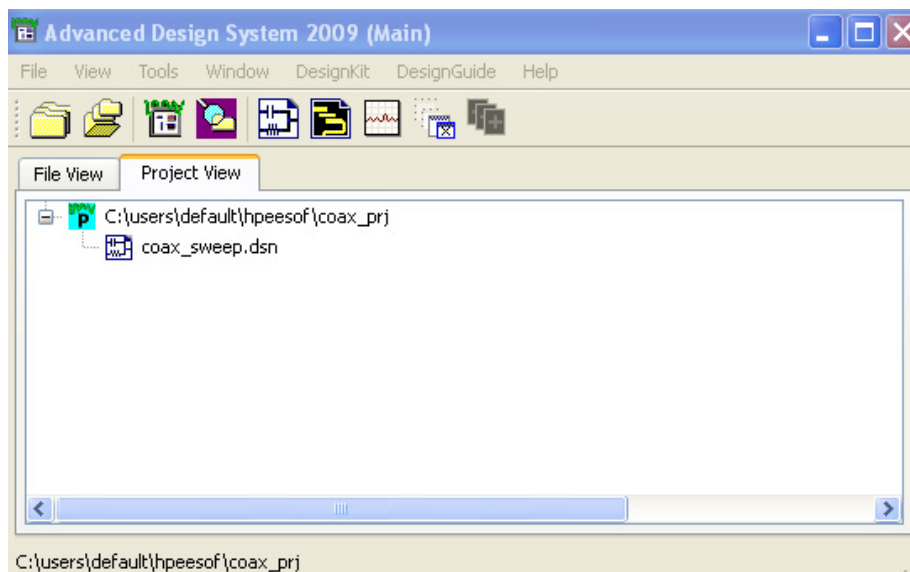 Advanced Design System 2009 (Main)
File View Tools Window DesignKit DesignGuide Help
File View Project View
P C:\users\default\hpeesof\coax_prj
coax_sweep.dsn
C:\users\default\hpeesof\coax_prj